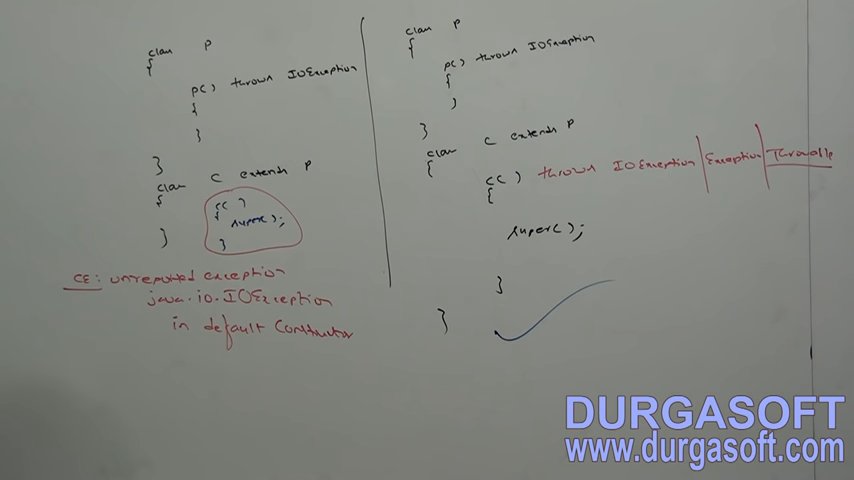 class P
{
P() throws IOException
{
}
}
class C extends P
{
C()
{
super();
}
}
CE: unreported exception
java.io.IOException
in default Constructor
class P
{
P() throws IOException
{
}
}
class C extends P
{
C() throws IOException | Exception | Throwable
{
super();
}
}
DURGASOFT
www.durgasoft.com